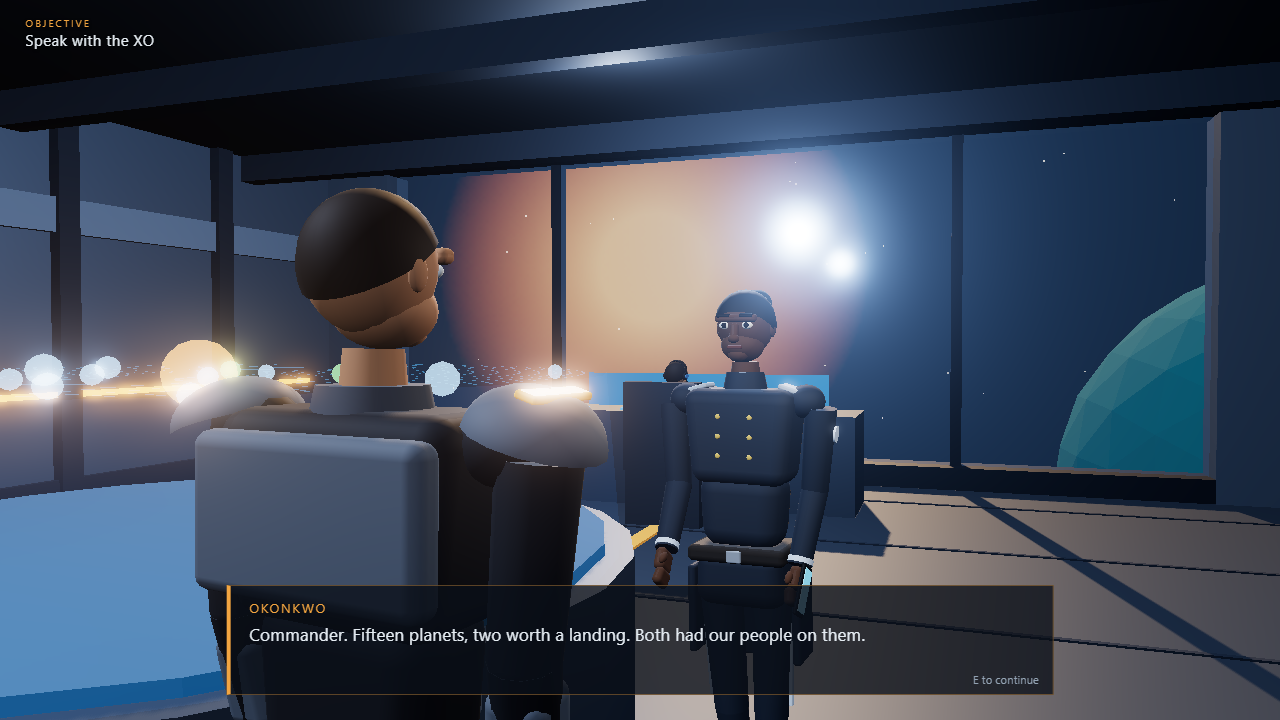 OBJECTIVE
Speak with the XO
OKONKWO
Commander. Fifteen planets, two worth a landing. Both had our people on them.
E to continue